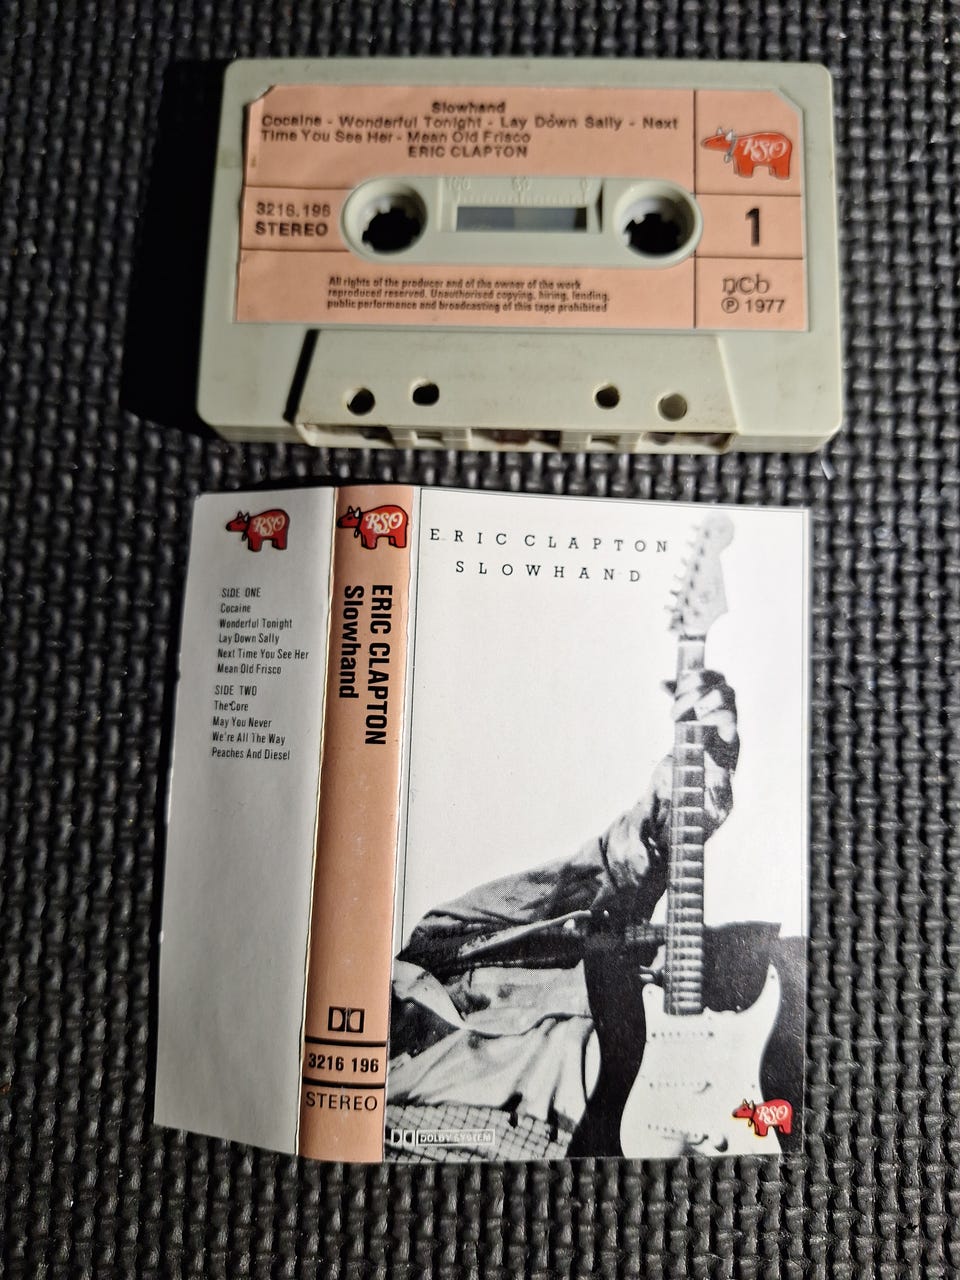 Slowhand
Cocaine - Wonderful Tonight - Lay Down Sally - Next
Time You See Her - Mean Old Frisco
ERIC CLAPTON
RSO
3216.196
STEREO
100 50 0
1
All rights of the producer and of the owner of the work
reproduced reserved. Unauthorised copying, hiring, lending,
public performance and broadcasting of this tape prohibited
ncb
℗ 1977
RSO
SIDE ONE
Cocaine
Wonderful Tonight
Lay Down Sally
Next Time You See Her
Mean Old Frisco
SIDE TWO
The Core
May You Never
We're All The Way
Peaches And Diesel
RSO
ERIC CLAPTON
Slowhand
3216 196
STEREO
ERIC CLAPTON
SLOWHAND
RSO
DOLBY SYSTEM